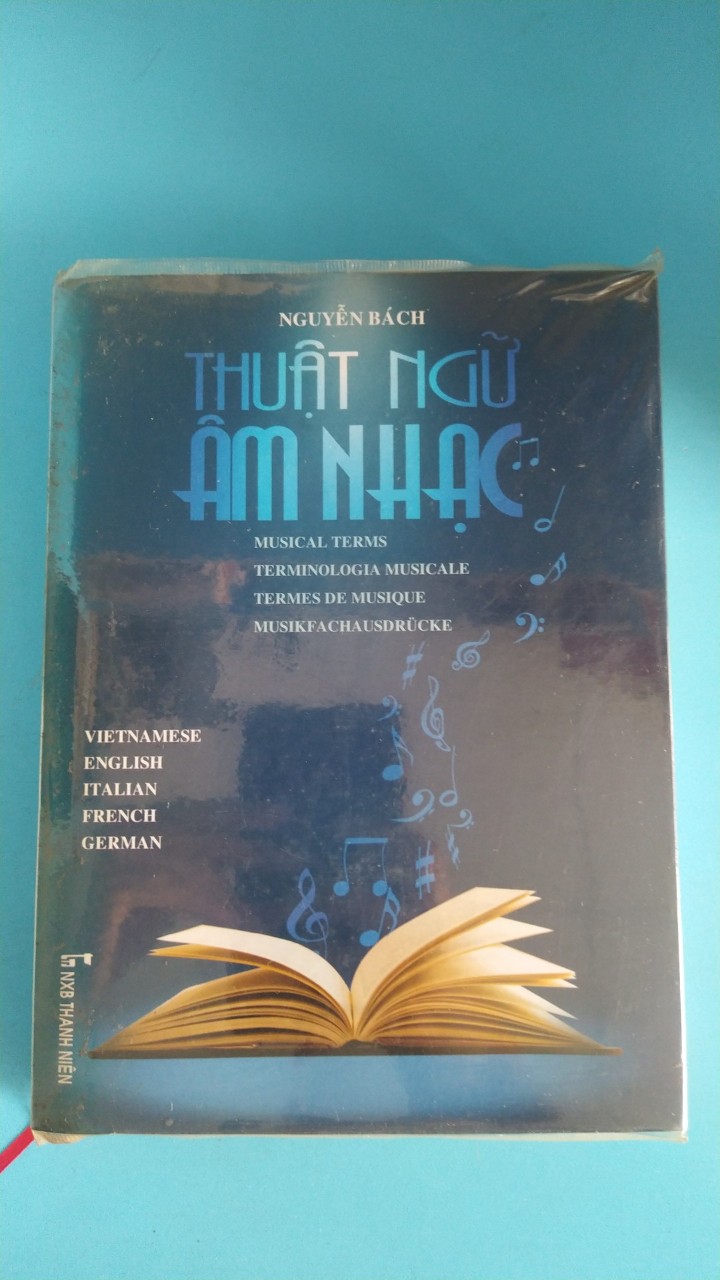 NGUYỄN BÁCH
THUẬT NGỮ
ÂM NHẠC
MUSICAL TERMS
TERMINOLOGIA MUSICALE
TERMES DE MUSIQUE
MUSIKFACHAUSDRÜCKE
VIETNAMESE
ENGLISH
ITALIAN
FRENCH
GERMAN
NXB THANH NIÊN